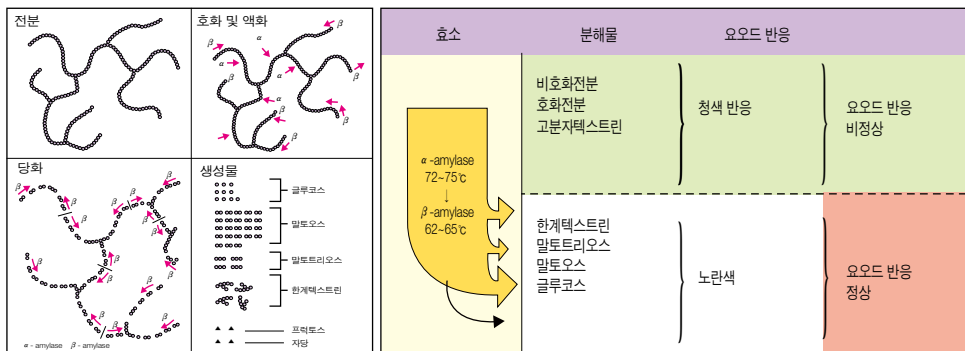 전분
호화 및 액화
β
α
β
α
β
β
α
β
β
β
당화
β
β
β
β
β
β
β
β
β
β
β
β
β
α - amylase β - amylase
생성물
글루코스
말토오스
말토트리오스
한계텍스트린
프럭토스
자당
효소
분해물
요오드 반응
α -amylase
72~75℃
↓
β-amylase
62~65℃
비호화전분
호화전분
고분자텍스트린
청색 반응
요오드 반응
비정상
한계텍스트린
말토트리오스
말토오스
글루코스
노란색
요오드 반응
정상